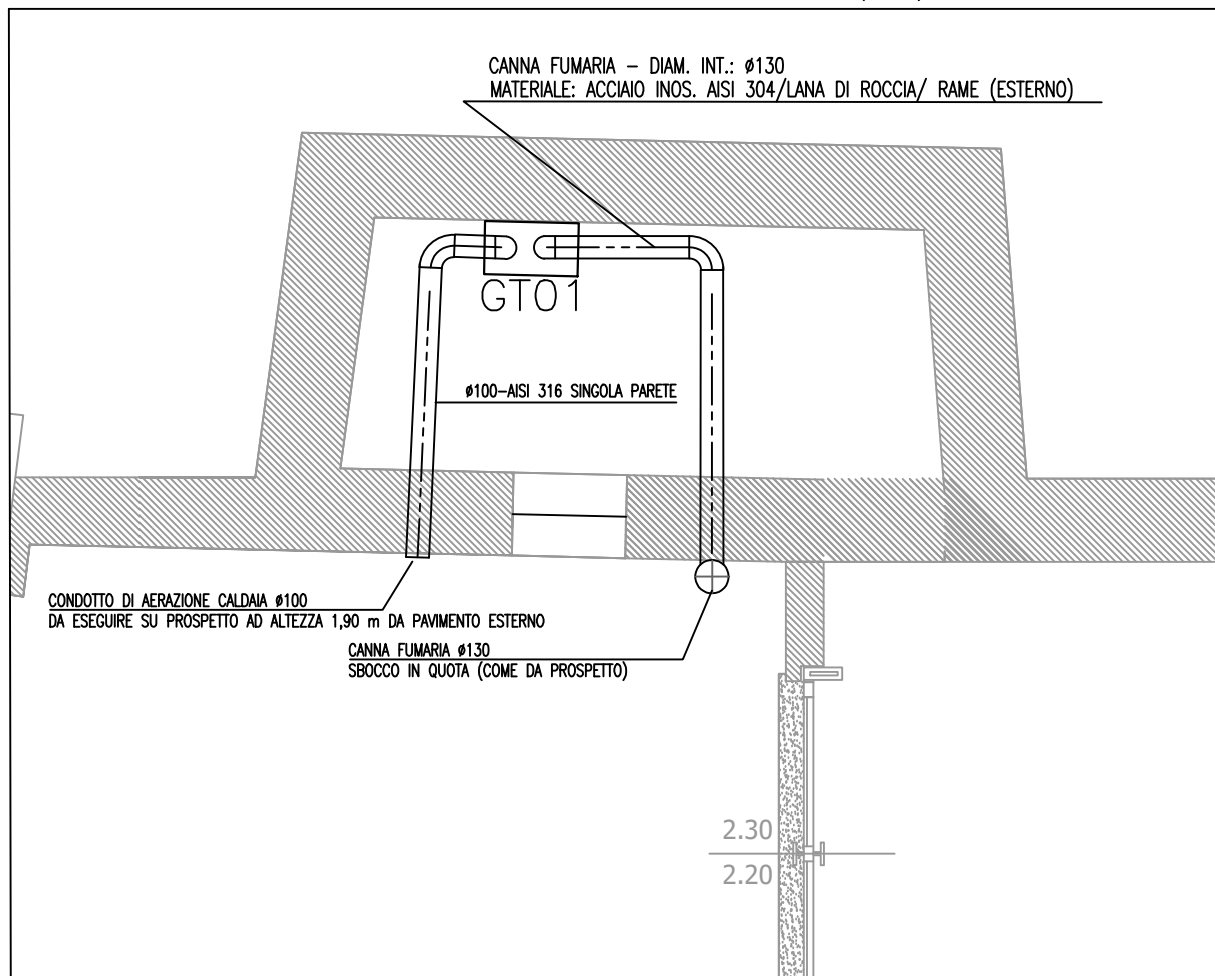 CANNA FUMARIA – DIAM. INT.: ø130
MATERIALE: ACCIAIO INOS. AISI 304/LANA DI ROCCIA/ RAME (ESTERNO)
GT01
ø100-AISI 316 SINGOLA PARETE
CONDOTTO DI AERAZIONE CALDAIA ø100
DA ESEGUIRE SU PROSPETTO AD ALTEZZA 1,90 m DA PAVIMENTO ESTERNO
CANNA FUMARIA ø130
SBOCCO IN QUOTA (COME DA PROSPETTO)
2.30
2.20